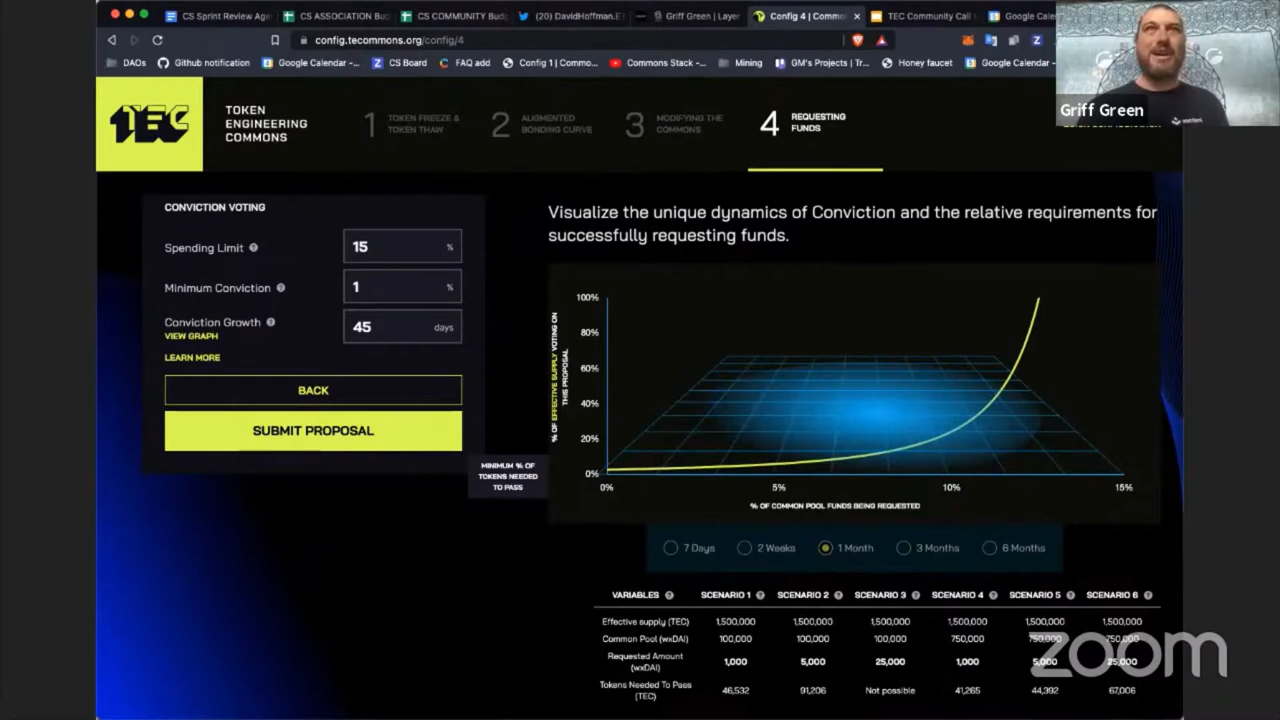 CS Sprint Review Age
CS ASSOCIATION Bud
CS COMMUNITY Budg
(20) DavidHoffman.ET
Griff Green | Layer
Config 4 | Commo
TEC Community Call
Google Cale
config.tecommons.org/config/4
DAOs
Github notification
Google Calendar -...
CS Board
FAQ add
Config 1 | Commo...
Commons Stack -...
Mining
GM's Projects | Tr...
Honey faucet
Google Calendar -
Griff Green
TEC
TOKEN
ENGINEERING
COMMONS
1 TOKEN FREEZE &
TOKEN THAW
2 AUGMENTED
BONDING CURVE
3 MODIFYING THE
COMMONS
4 REQUESTING
FUNDS
CONVICTION VOTING
Spending Limit ? 15 %
Minimum Conviction ? 1 %
Conviction Growth ? 45 days
VIEW GRAPH
LEARN MORE
BACK
SUBMIT PROPOSAL
Visualize the unique dynamics of Conviction and the relative requirements for
successfully requesting funds.
% OF EFFECTIVE SUPPLY VOTING ON
THIS PROPOSAL
100%
80%
60%
40%
20%
0%
MINIMUM % OF
TOKENS NEEDED
TO PASS
0% 5% 10% 15%
% OF COMMON POOL FUNDS BEING REQUESTED
7 Days 2 Weeks 1 Month 3 Months 6 Months
VARIABLES ? SCENARIO 1 ? SCENARIO 2 ? SCENARIO 3 ? SCENARIO 4 ? SCENARIO 5 ? SCENARIO 6 ?
Effective supply (TEC) 1,500,000 1,500,000 1,500,000 1,500,000 1,500,000 1,500,000
Common Pool (wxDAI) 100,000 100,000 100,000 750,000 750,000 750,000
Requested Amount
(wxDAI) 1,000 5,000 25,000 1,000 5,000 25,000
Tokens Needed To Pass
(TEC) 46,532 91,206 Not possible 41,265 44,392 67,006
zoom